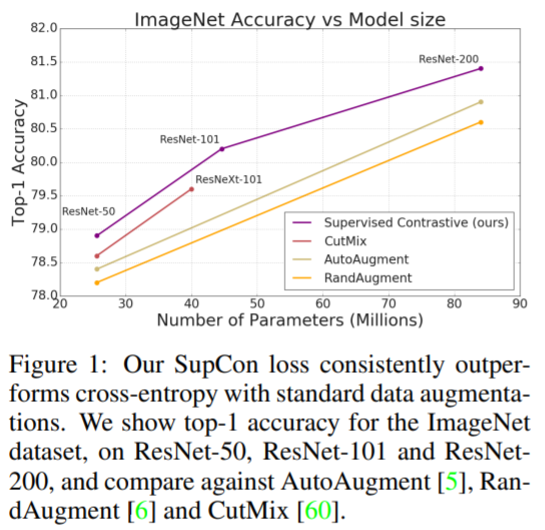 ImageNet Accuracy vs Model size
82.0
81.5
81.0
80.5
80.0
79.5
79.0
78.5
78.0
Top-1 Accuracy
ResNet-200
ResNet-101
ResNeXt-101
ResNet-50
Supervised Contrastive (ours)
CutMix
AutoAugment
RandAugment
20 30 40 50 60 70 80 90
Number of Parameters (Millions)
Figure 1: Our SupCon loss consistently outper-
forms cross-entropy with standard data augmenta-
tions. We show top-1 accuracy for the ImageNet
dataset, on ResNet-50, ResNet-101 and ResNet-
200, and compare against AutoAugment [5], Ran-
dAugment [6] and CutMix [60].